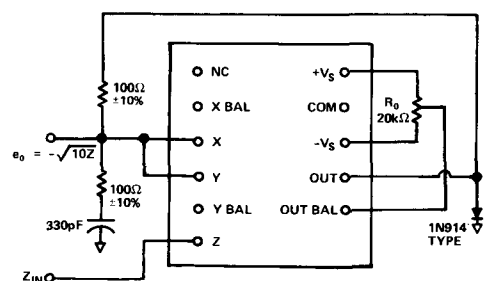 100Ω
±10%
NC
+VS
X BAL
COM
R0
20kΩ
e0 = -√10Z
X
-VS
100Ω
±10%
Y
OUT
330pF
Y BAL
OUT BAL
Z
1N914
TYPE
ZIN